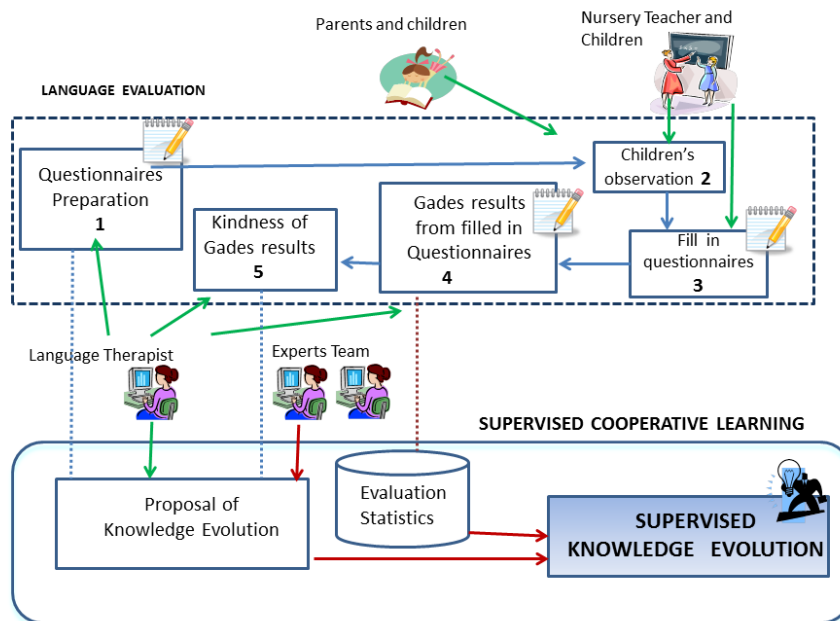 Parents and children
Nursery Teacher and
Children
LANGUAGE EVALUATION
Questionnaires
Preparation
1
Children's
observation 2
Kindness of
Gades results
5
Gades results
from filled in
Questionnaires
4
Fill in
questionnaires
3
Language Therapist
Experts Team
SUPERVISED COOPERATIVE LEARNING
Proposal of
Knowledge Evolution
Evaluation
Statistics
SUPERVISED
KNOWLEDGE EVOLUTION